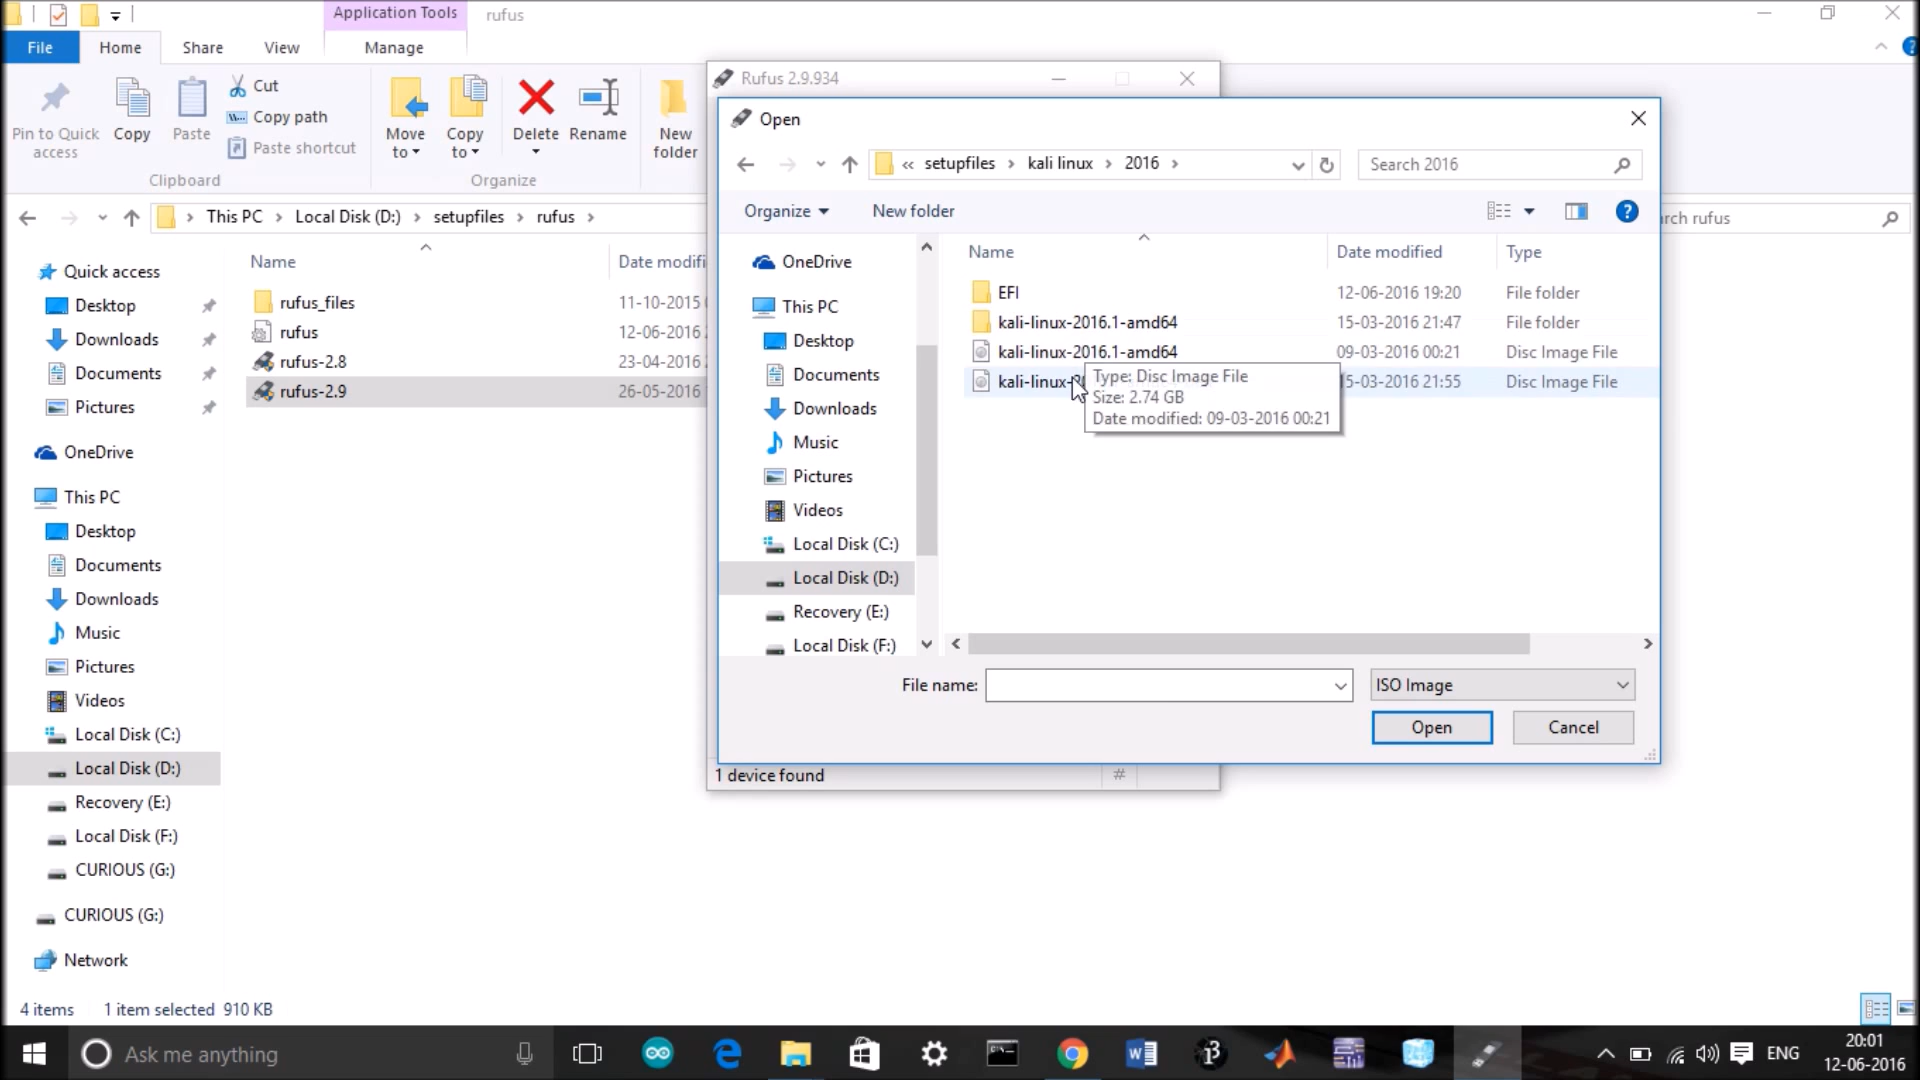 Application Tools
rufus
File
Home
Share
View
Manage
Pin to Quick access
Copy
Paste
Cut
Copy path
Paste shortcut
Clipboard
Move to
Copy to
Delete
Rename
New folder
Organize
This PC > Local Disk (D:) > setupfiles > rufus >
rch rufus
Name
Date modifi
rufus_files
11-10-2015
rufus
12-06-2016
rufus-2.8
23-04-2016
rufus-2.9
26-05-2016
Quick access
Desktop
Downloads
Documents
Pictures
OneDrive
This PC
Desktop
Documents
Downloads
Music
Pictures
Videos
Local Disk (C:)
Local Disk (D:)
Recovery (E:)
Local Disk (F:)
CURIOUS (G:)
CURIOUS (G:)
Network
4 items
1 item selected 910 KB
Rufus 2.9.934
Open
« setupfiles > kali linux > 2016 >
Search 2016
Organize
New folder
OneDrive
This PC
Desktop
Documents
Downloads
Music
Pictures
Videos
Local Disk (C:)
Local Disk (D:)
Recovery (E:)
Local Disk (F:)
Name
Date modified
Type
EFI
12-06-2016 19:20
File folder
kali-linux-2016.1-amd64
15-03-2016 21:47
File folder
kali-linux-2016.1-amd64
09-03-2016 00:21
Disc Image File
kali-linux-
15-03-2016 21:55
Disc Image File
Type: Disc Image File
Size: 2.74 GB
Date modified: 09-03-2016 00:21
File name:
ISO Image
Open
Cancel
1 device found
#
Ask me anything
ENG
20:01
12-06-2016